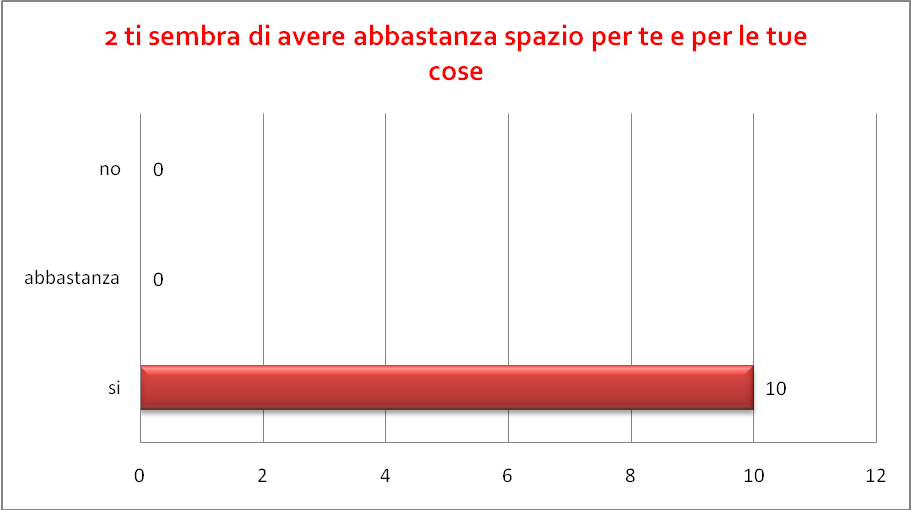 2 ti sembra di avere abbastanza spazio per te e per le tue
cose
no 0
abbastanza 0
si 10
0 2 4 6 8 10 12